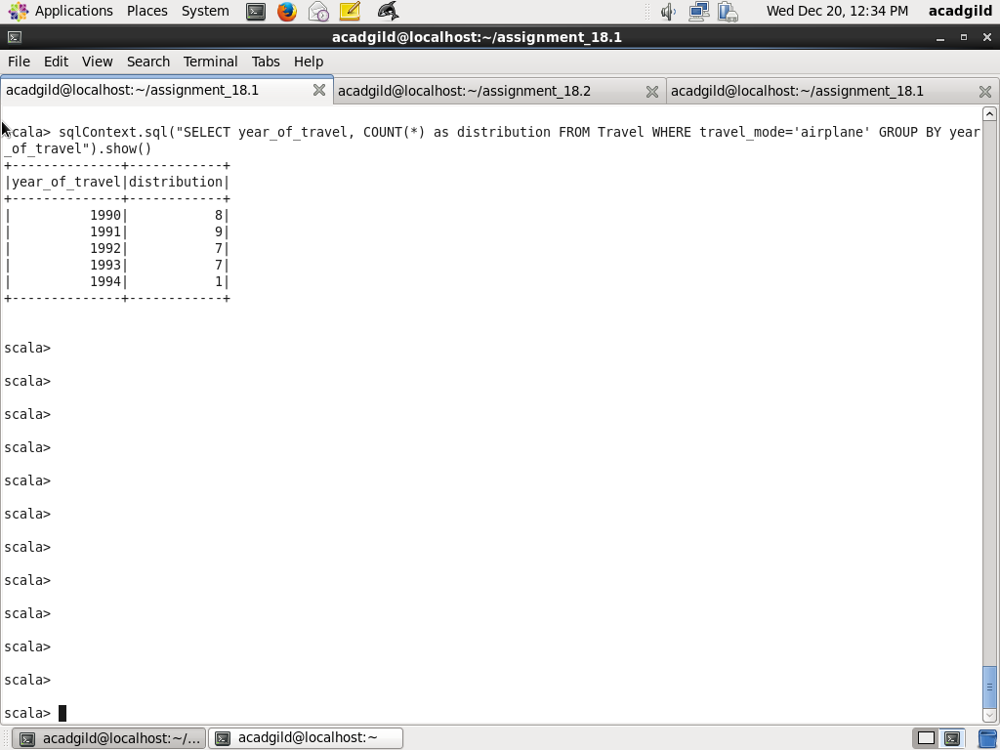 Applications Places System Wed Dec 20, 12:34 PM acadgild
acadgild@localhost:~/assignment_18.1
File Edit View Search Terminal Tabs Help
acadgild@localhost:~/assignment_18.1 acadgild@localhost:~/assignment_18.2 acadgild@localhost:~/assignment_18.1
scala> sqlContext.sql("SELECT year_of_travel, COUNT(*) as distribution FROM Travel WHERE travel_mode='airplane' GROUP BY year
_of_travel").show()
+--------------+------------+
|year_of_travel|distribution|
+--------------+------------+
|          1990|           8|
|          1991|           9|
|          1992|           7|
|          1993|           7|
|          1994|           1|
+--------------+------------+
scala>
scala>
scala>
scala>
scala>
scala>
scala>
scala>
scala>
scala>
scala>
scala>
acadgild@localhost:~/... acadgild@localhost:~